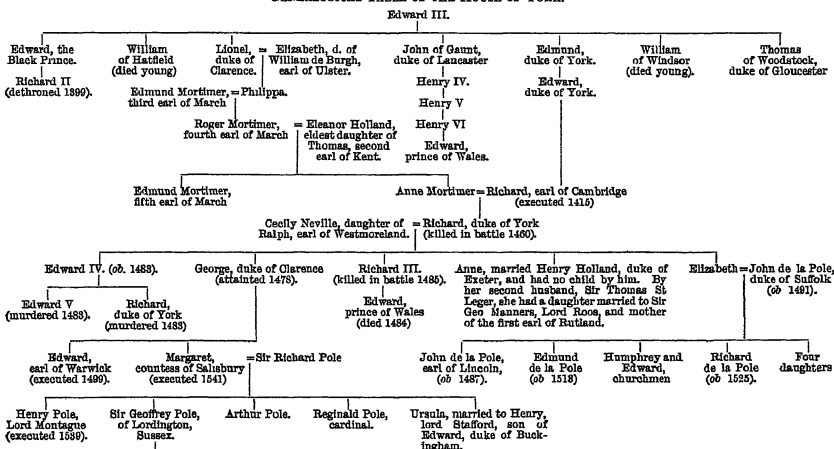 GENEALOGICAL TABLE OF THE HOUSE OF YORK.
Edward III.
Edward, the
Black Prince.
William
of Hatfield
(died young)
Lionel,
duke of
Clarence.
=
Elizabeth, d. of
William de Burgh,
earl of Ulster.
John of Gaunt,
duke of Lancaster
Edmund,
duke of York.
William
of Windsor
(died young).
Thomas
of Woodstock,
duke of Gloucester
Richard II
(dethroned 1399).
Edmund Mortimer, = Philippa.
third earl of March
Henry IV.
Edward,
duke of York.
Henry V
Roger Mortimer,
fourth earl of March
= Eleanor Holland,
eldest daughter of
Thomas, second
earl of Kent.
Henry VI
Edward,
prince of Wales.
Edmund Mortimer,
fifth earl of March
Anne Mortimer = Richard, earl of Cambridge
(executed 1415)
Cecily Neville, daughter of
Ralph, earl of Westmoreland.
= Richard, duke of York
(killed in battle 1460).
Edward IV. (ob. 1483).
George, duke of Clarence
(attainted 1478).
Richard III.
(killed in battle 1485).
Anne, married Henry Holland, duke of
Exeter, and had no child by him. By
her second husband, Sir Thomas St
Leger, she had a daughter married to Sir
Geo Manners, Lord Roos, and mother
of the first earl of Rutland.
Elizabeth = John de la Pole,
duke of Suffolk
(ob 1491).
Edward V
(murdered 1483).
Richard,
duke of York
(murdered 1483)
Edward,
prince of Wales
(died 1484)
Edward,
earl of Warwick
(executed 1499).
Margaret,
countess of Salisbury
(executed 1541)
= Sir Richard Pole
John de la Pole,
earl of Lincoln,
(ob 1487).
Edmund
de la Pole
(ob 1513)
Humphrey and
Edward,
churchmen
Richard
de la Pole
(ob 1525).
Four
daughters
Henry Pole,
Lord Montague
(executed 1539).
Sir Geoffrey Pole,
of Lordington,
Sussex.
Arthur Pole.
Reginald Pole,
cardinal.
Ursula, married to Henry,
lord Stafford, son of
Edward, duke of Buck-
ingham.